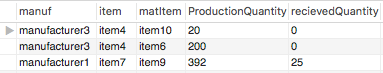 manuf item matItem ProductionQuantity recievedQuantity
manufacturer3 item4 item10 20 0
manufacturer3 item4 item6 200 0
manufacturer1 item7 item9 392 25